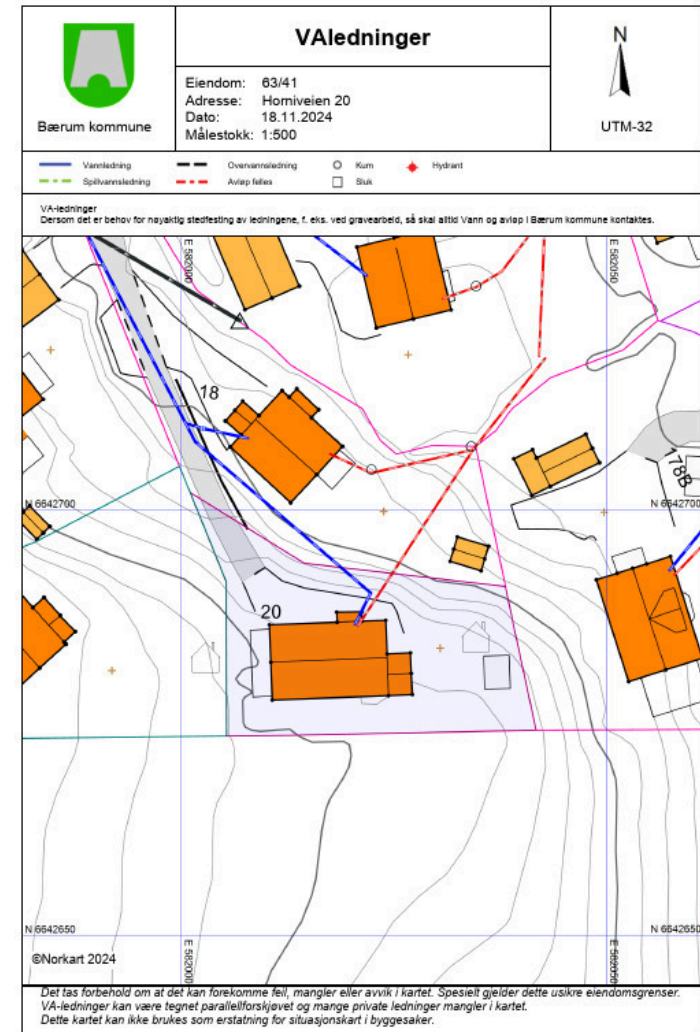 VAledninger
Bærum kommune
Eiendom: 63/41
Adresse: Horniveien 20
Dato: 18.11.2024
Målestokk: 1:500
N
UTM-32
Vannledning
Overvannsledning
Kum
Hydrant
Spillvannsledning
Avløp felles
Sluk
VA-ledninger
Dersom det er behov for nøyaktig stedfesting av ledningene, f. eks. ved gravearbeid, så skal alltid Vann og avløp i Bærum kommune kontaktes.
E 582000
E 582050
18
78B
N 6642700
N 6642700
20
N 6642650
N 6642650
E 582000
E 582050
©Norkart 2024
Det tas forbehold om at det kan forekomme feil, mangler eller avvik i kartet. Spesielt gjelder dette usikre eiendomsgrenser.
VA-ledninger kan være tegnet parallellforskjøvet og mange private ledninger mangler i kartet.
Dette kartet kan ikke brukes som erstatning for situasjonskart i byggesaker.